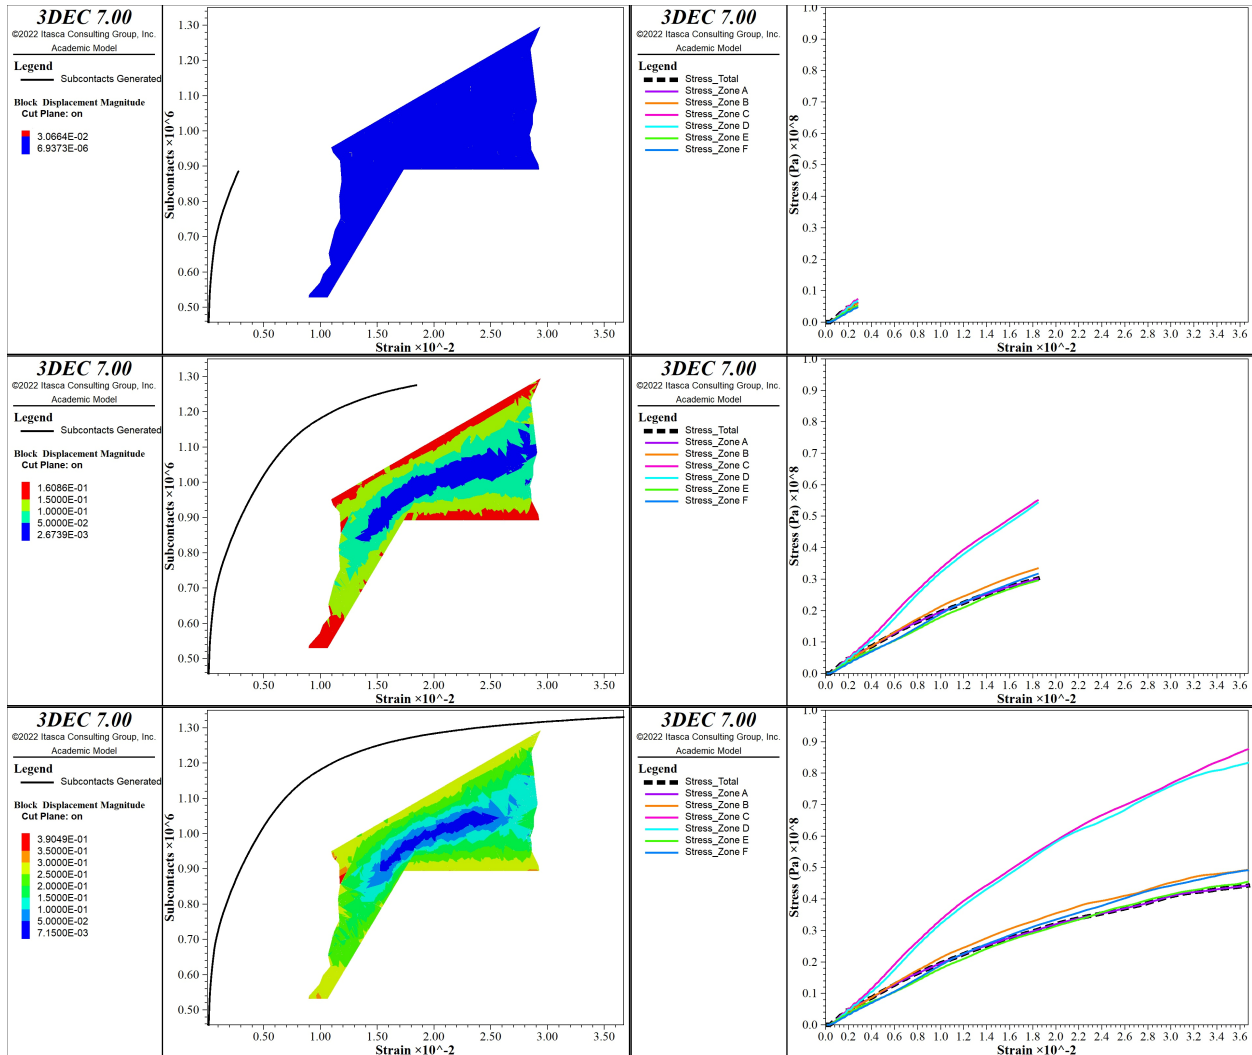 3DEC 7.00
©2022 Itasca Consulting Group, Inc.
Academic Model
Legend
Subcontacts Generated
Block Displacement Magnitude
Cut Plane: on
3.0664E-02
6.9373E-06
Subcontacts ×10^6
1.30
1.20
1.10
1.00
0.90
0.80
0.70
0.60
0.50
0.50 1.00 1.50 2.00 2.50 3.00 3.50
Strain ×10^-2
3DEC 7.00
©2022 Itasca Consulting Group, Inc.
Academic Model
Legend
Stress_Total
Stress_Zone A
Stress_Zone B
Stress_Zone C
Stress_Zone D
Stress_Zone E
Stress_Zone F
Stress (Pa) ×10^8
1.0
0.9
0.8
0.7
0.6
0.5
0.4
0.3
0.2
0.1
0.0
0.0 0.2 0.4 0.6 0.8 1.0 1.2 1.4 1.6 1.8 2.0 2.2 2.4 2.6 2.8 3.0 3.2 3.4 3.6
Strain ×10^-2
3DEC 7.00
©2022 Itasca Consulting Group, Inc.
Academic Model
Legend
Subcontacts Generated
Block Displacement Magnitude
Cut Plane: on
1.6086E-01
1.5000E-01
1.0000E-01
5.0000E-02
2.6739E-03
Subcontacts ×10^6
1.30
1.20
1.10
1.00
0.90
0.80
0.70
0.60
0.50
0.50 1.00 1.50 2.00 2.50 3.00 3.50
Strain ×10^-2
3DEC 7.00
©2022 Itasca Consulting Group, Inc.
Academic Model
Legend
Stress_Total
Stress_Zone A
Stress_Zone B
Stress_Zone C
Stress_Zone D
Stress_Zone E
Stress_Zone F
Stress (Pa) ×10^8
1.0
0.9
0.8
0.7
0.6
0.5
0.4
0.3
0.2
0.1
0.0
0.0 0.2 0.4 0.6 0.8 1.0 1.2 1.4 1.6 1.8 2.0 2.2 2.4 2.6 2.8 3.0 3.2 3.4 3.6
Strain ×10^-2
3DEC 7.00
©2022 Itasca Consulting Group, Inc.
Academic Model
Legend
Subcontacts Generated
Block Displacement Magnitude
Cut Plane: on
3.9049E-01
3.5000E-01
3.0000E-01
2.5000E-01
2.0000E-01
1.5000E-01
1.0000E-01
5.0000E-02
7.1500E-03
Subcontacts ×10^6
1.30
1.20
1.10
1.00
0.90
0.80
0.70
0.60
0.50
0.50 1.00 1.50 2.00 2.50 3.00 3.50
Strain ×10^-2
3DEC 7.00
©2022 Itasca Consulting Group, Inc.
Academic Model
Legend
Stress_Total
Stress_Zone A
Stress_Zone B
Stress_Zone C
Stress_Zone D
Stress_Zone E
Stress_Zone F
Stress (Pa) ×10^8
1.0
0.9
0.8
0.7
0.6
0.5
0.4
0.3
0.2
0.1
0.0
0.0 0.2 0.4 0.6 0.8 1.0 1.2 1.4 1.6 1.8 2.0 2.2 2.4 2.6 2.8 3.0 3.2 3.4 3.6
Strain ×10^-2